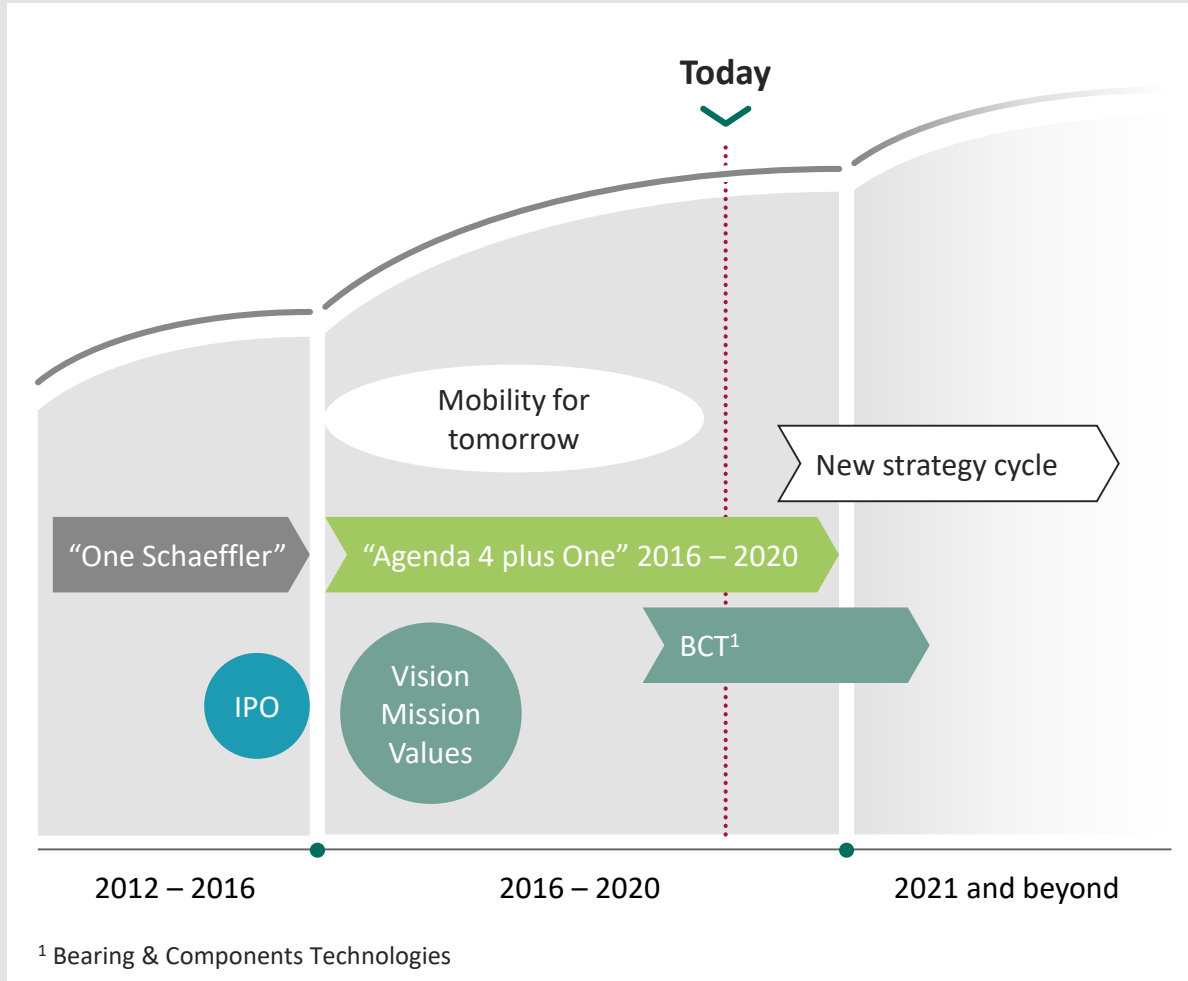 Today
Mobility for
tomorrow
New strategy cycle
“One Schaeffler”
“Agenda 4 plus One” 2016 – 2020
BCT¹
IPO
Vision
Mission
Values
2012 – 2016
2016 – 2020
2021 and beyond
¹ Bearing & Components Technologies